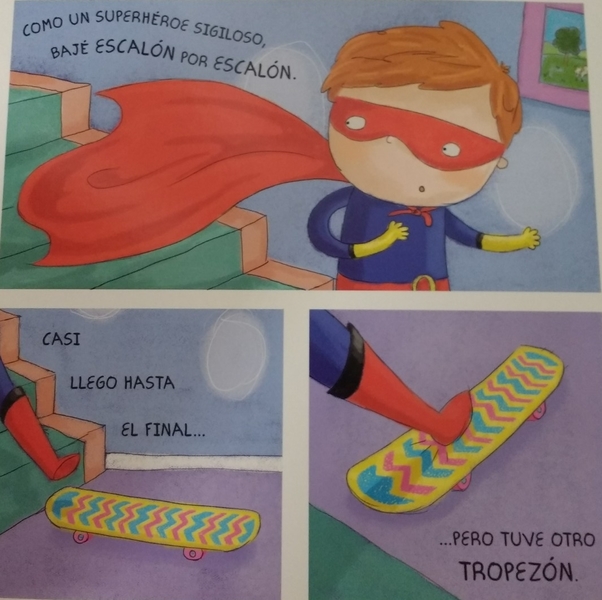 COMO UN SUPERHÉROE SIGILOSO,
BAJÉ ESCALÓN POR ESCALÓN.
CASI
LLEGO HASTA
EL FINAL...
...PERO TUVE OTRO
TROPEZÓN.